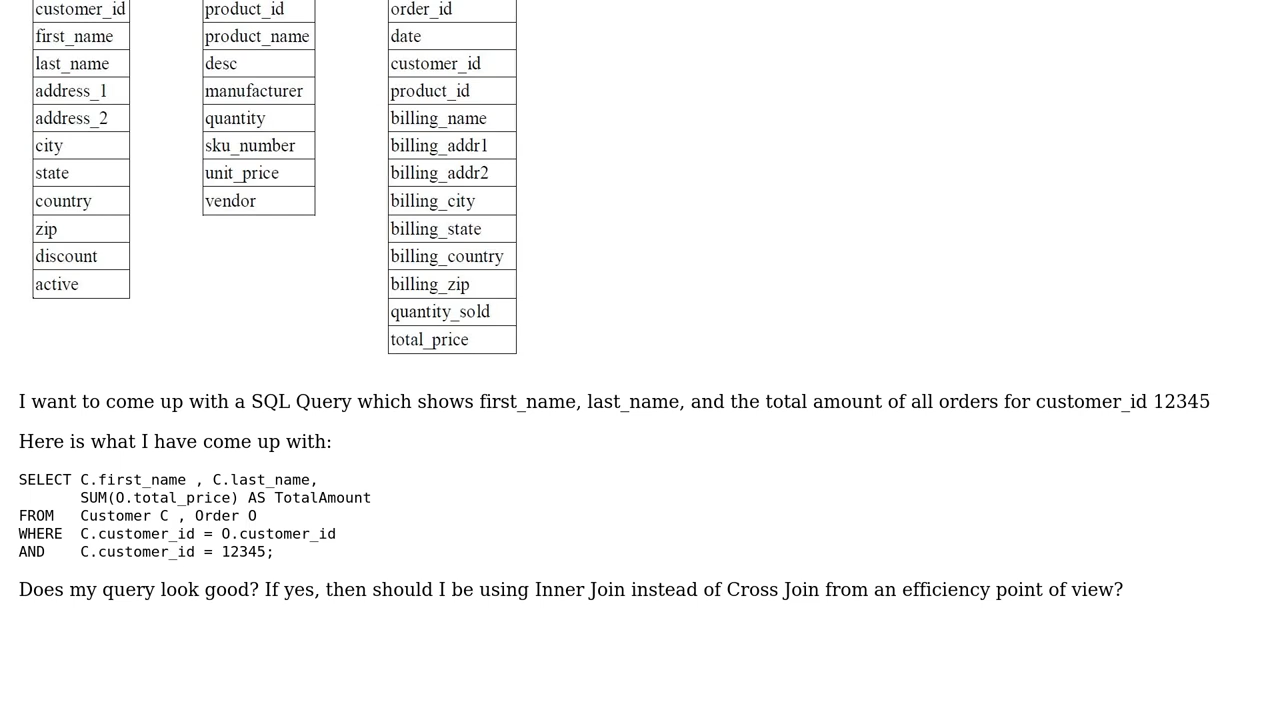 customer_id
first_name
last_name
address_1
address_2
city
state
country
zip
discount
active
product_id
product_name
desc
manufacturer
quantity
sku_number
unit_price
vendor
order_id
date
customer_id
product_id
billing_name
billing_addr1
billing_addr2
billing_city
billing_state
billing_country
billing_zip
quantity_sold
total_price
I want to come up with a SQL Query which shows first_name, last_name, and the total amount of all orders for customer_id 12345
Here is what I have come up with:
SELECT C.first_name , C.last_name,
       SUM(O.total_price) AS TotalAmount
FROM   Customer C , Order O
WHERE  C.customer_id = O.customer_id
AND    C.customer_id = 12345;
Does my query look good? If yes, then should I be using Inner Join instead of Cross Join from an efficiency point of view?